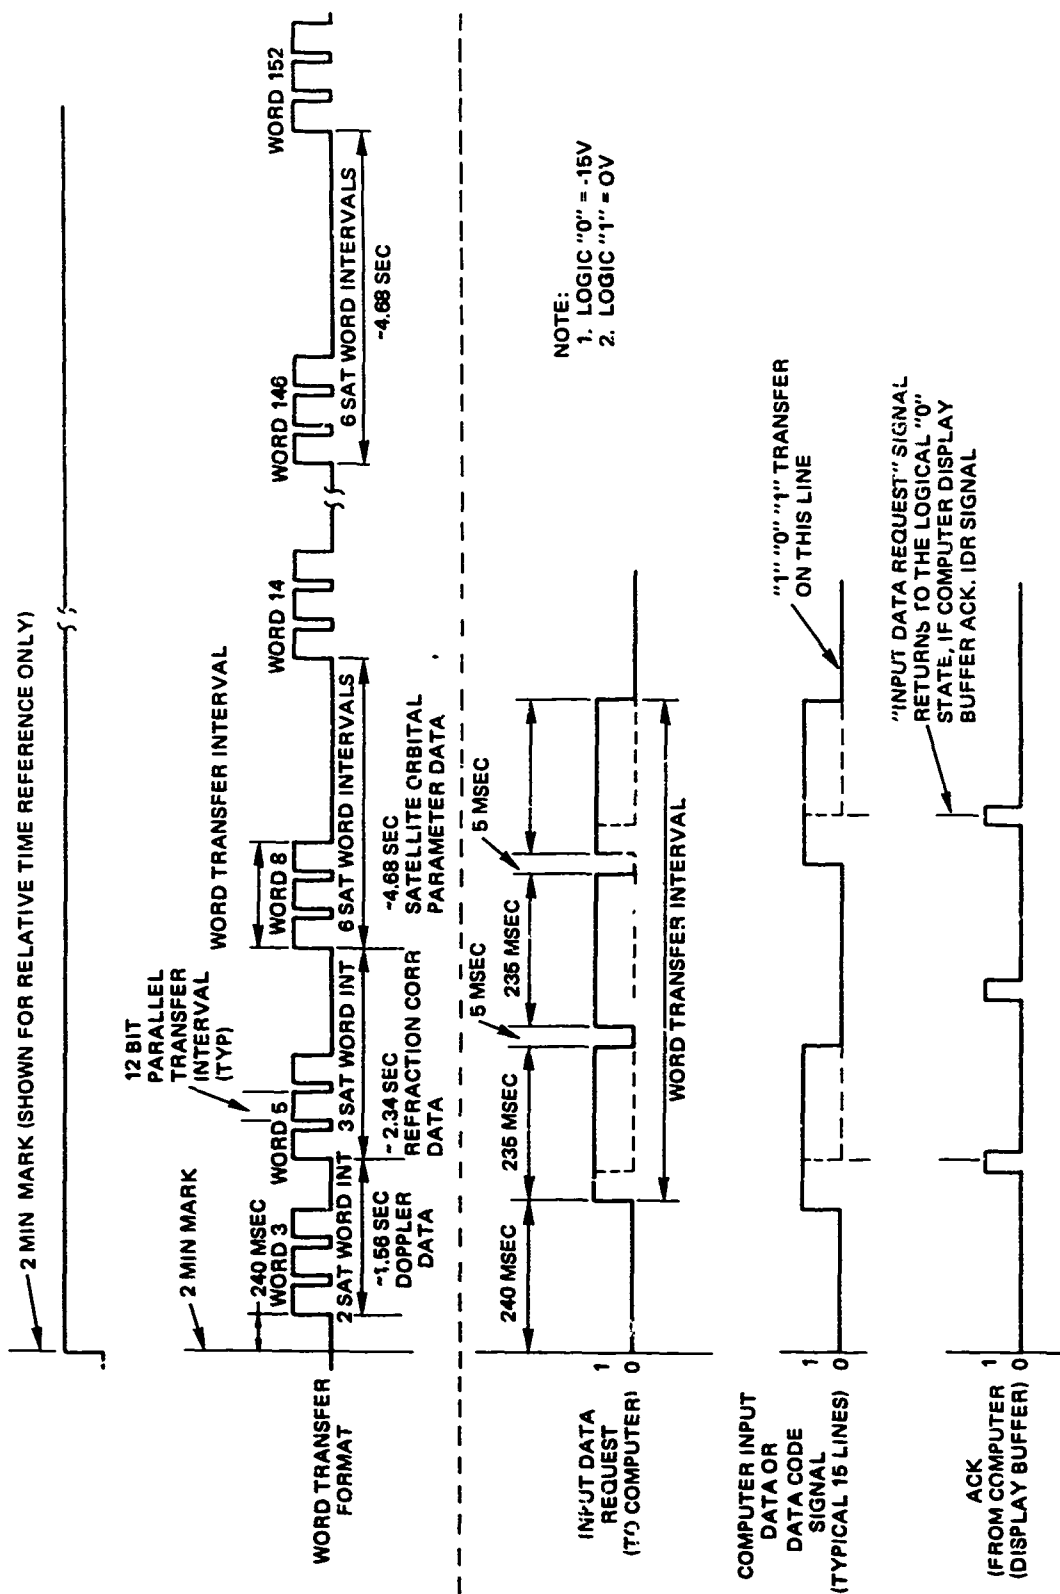 2 MIN MARK (SHOWN FOR RELATIVE TIME REFERENCE ONLY)
2 MIN MARK
240 MSEC
WORD 3
12 BIT
PARALLEL
TRANSFER
INTERVAL
(TYP)
WORD 5
WORD TRANSFER INTERVAL
WORD 8
WORD 14
WORD 146
WORD 152
WORD TRANSFER
FORMAT
2 SAT WORD INT
~1.56 SEC
DOPPLER
DATA
3 SAT WORD INT
~2.34 SEC
REFRACTION CORR
DATA
6 SAT WORD INTERVALS
~4.68 SEC
SATELLITE ORBITAL
PARAMETER DATA
6 SAT WORD INTERVALS
~4.68 SEC
INPUT DATA
REQUEST
(TO COMPUTER)
1
0
240 MSEC
235 MSEC
5 MSEC
235 MSEC
5 MSEC
WORD TRANSFER INTERVAL
NOTE:
1. LOGIC "0" = -15V
2. LOGIC "1" = 0V
COMPUTER INPUT
DATA OR
DATA CODE
SIGNAL
(TYPICAL 15 LINES)
1
0
"1" "0" "1" TRANSFER
ON THIS LINE
ACK
(FROM COMPUTER
(DISPLAY BUFFER)
1
0
"INPUT DATA REQUEST" SIGNAL
RETURNS TO THE LOGICAL "0"
STATE, IF COMPUTER DISPLAY
BUFFER ACK. IDR SIGNAL